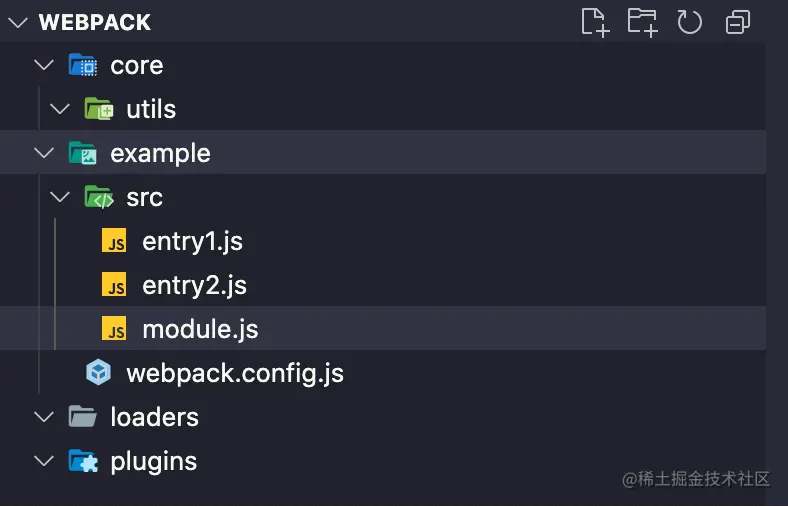 WEBPACK
core
utils
example
src
JS entry1.js
JS entry2.js
JS module.js
webpack.config.js
loaders
plugins
@稀土掘金技术社区